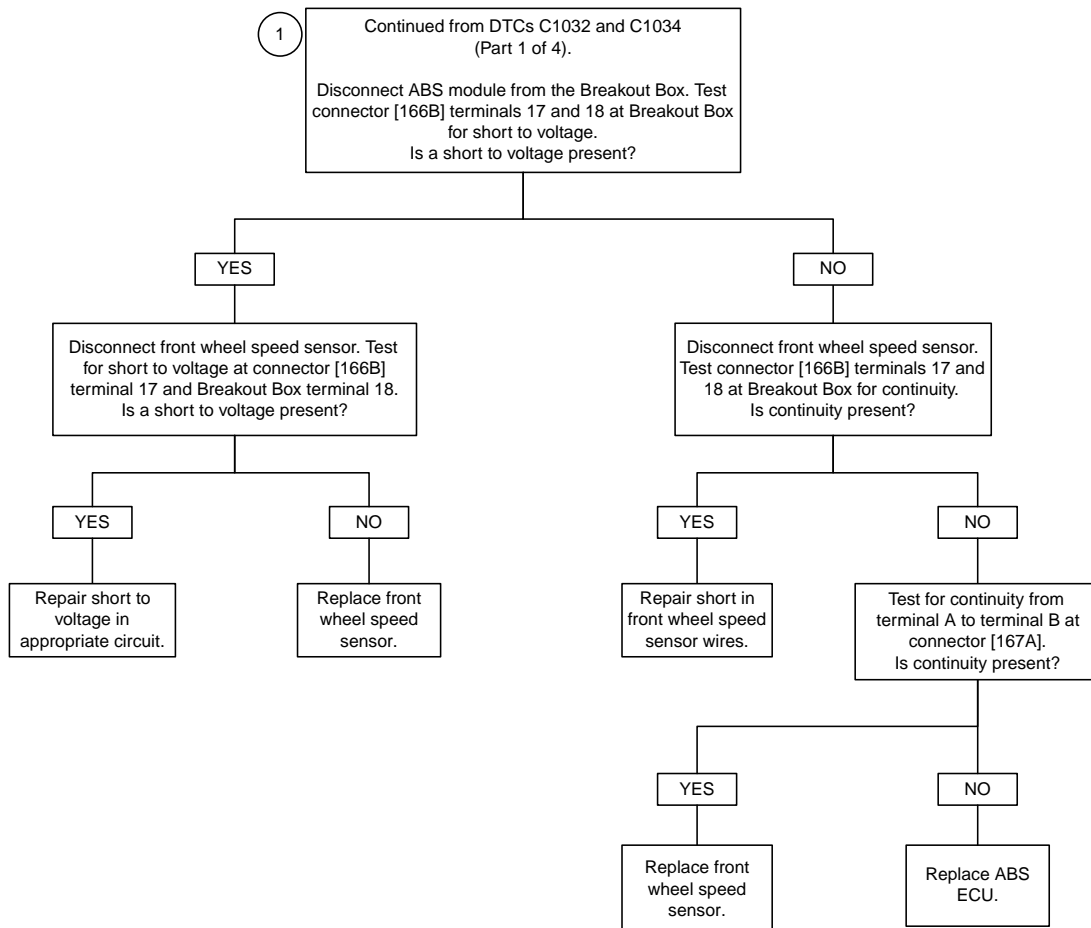 1
Continued from DTCs C1032 and C1034
(Part 1 of 4).
Disconnect ABS module from the Breakout Box. Test
connector [166B] terminals 17 and 18 at Breakout Box
for short to voltage.
Is a short to voltage present?
YES
NO
Disconnect front wheel speed sensor. Test
for short to voltage at connector [166B]
terminal 17 and Breakout Box terminal 18.
Is a short to voltage present?
Disconnect front wheel speed sensor.
Test connector [166B] terminals 17 and
18 at Breakout Box for continuity.
Is continuity present?
YES
NO
YES
NO
Repair short to
voltage in
appropriate circuit.
Replace front
wheel speed
sensor.
Repair short in
front wheel speed
sensor wires.
Test for continuity from
terminal A to terminal B at
connector [167A].
Is continuity present?
YES
NO
Replace front
wheel speed
sensor.
Replace ABS
ECU.